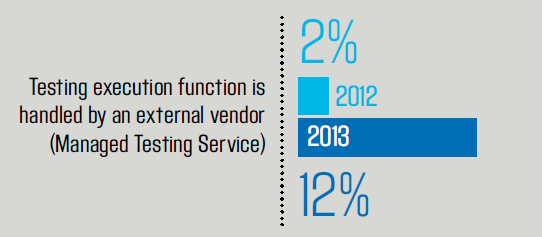 Testing execution function is
handled by an external vendor
(Managed Testing Service)
2%
2012
2013
12%